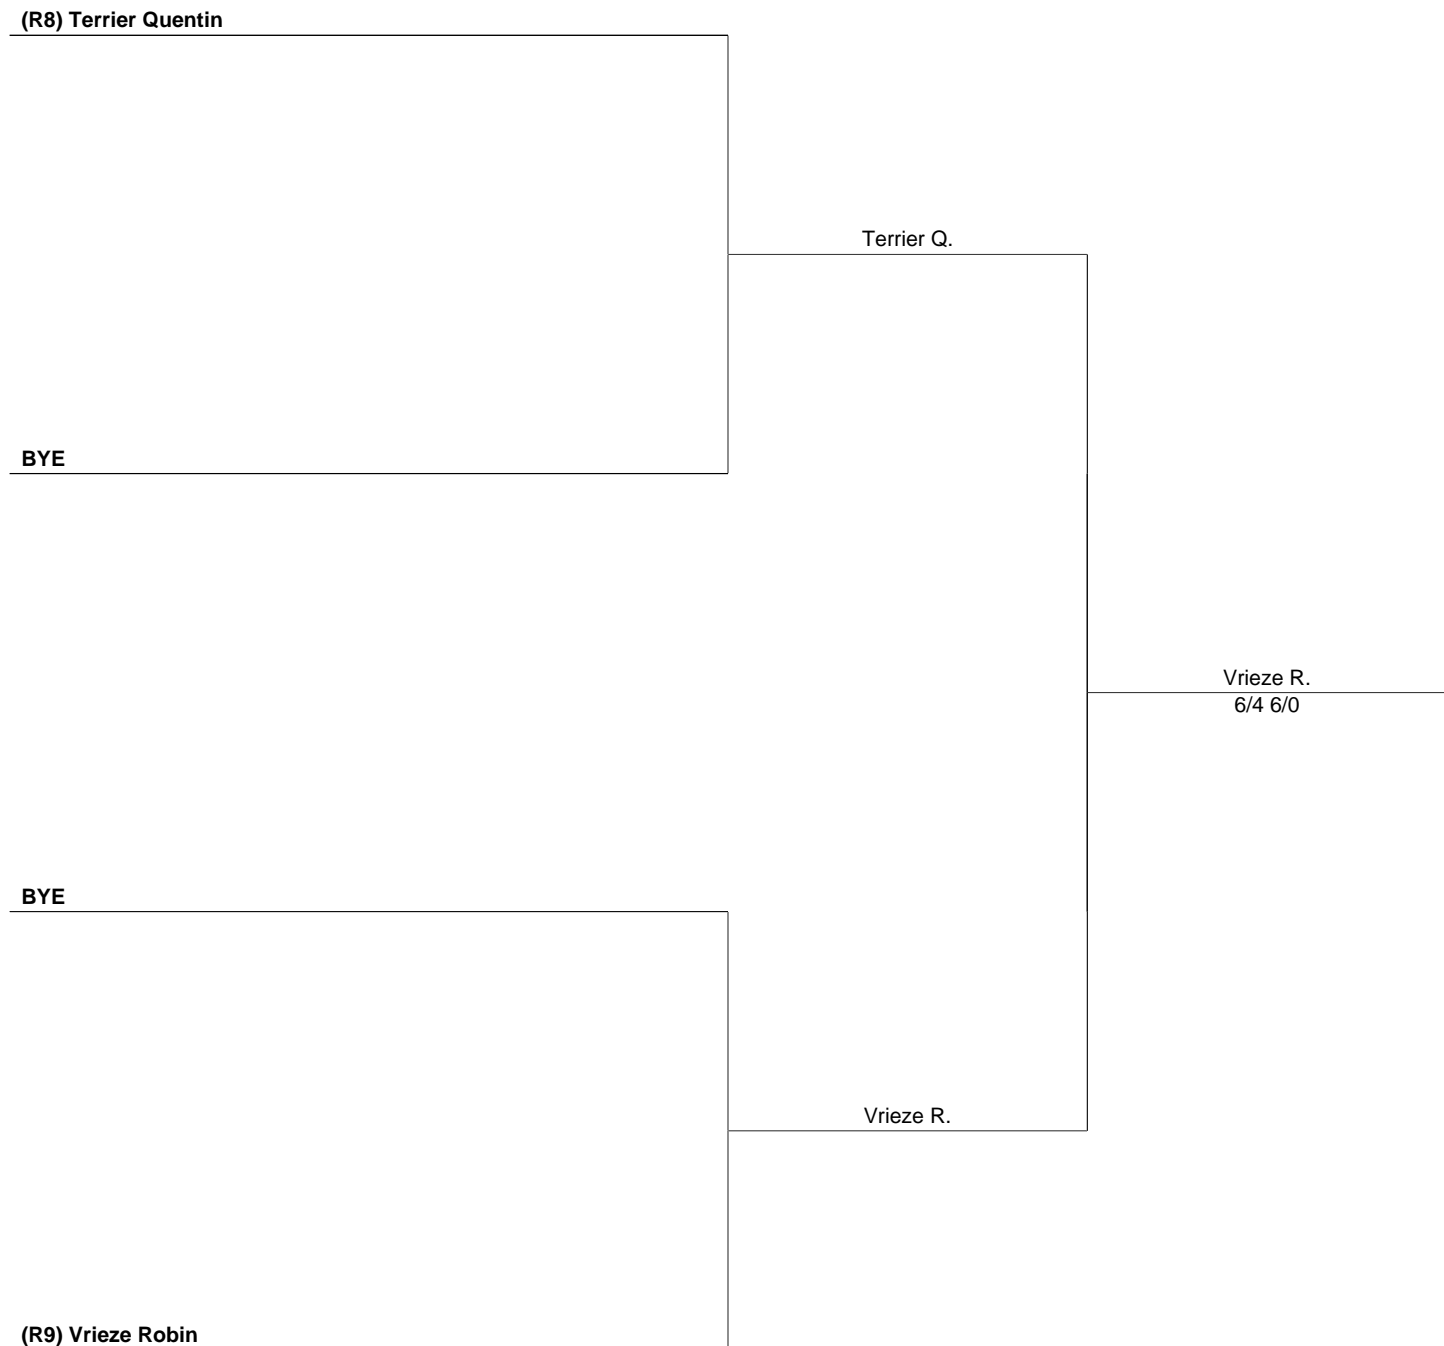 (R8) Terrier Quentin
Terrier Q.
BYE
Vrieze R.
6/4 6/0
BYE
Vrieze R.
(R9) Vrieze Robin